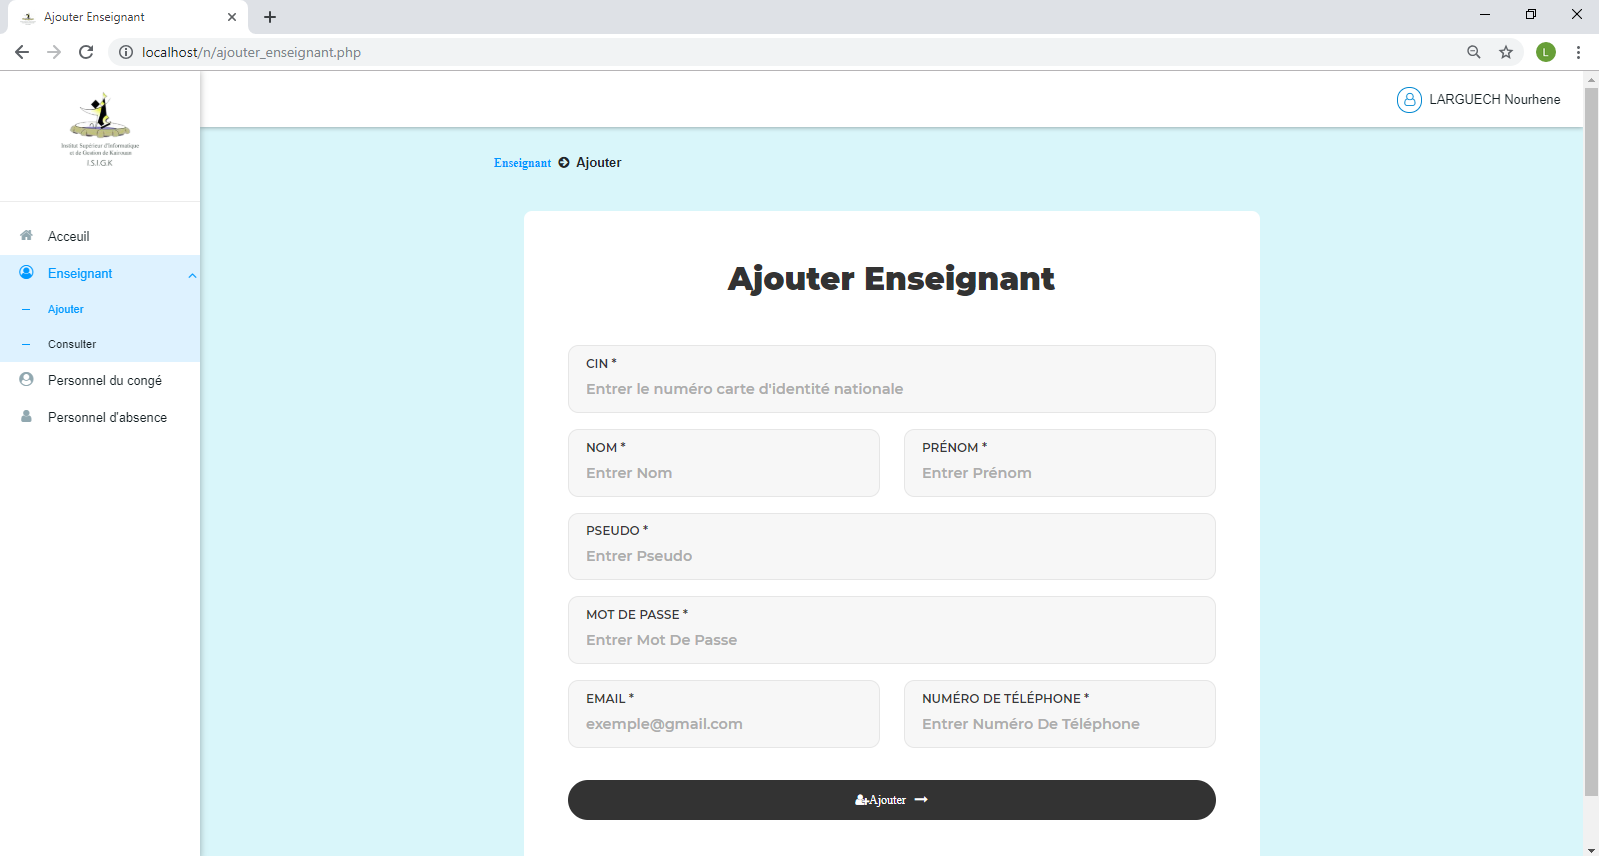 Ajouter Enseignant
localhost/n/ajouter_enseignant.php
L
Institut Supérieur d'Informatique
et de Gestion de Kairouan
I.S.I.G.K
LARGUECH Nourhene
Enseignant Ajouter
Acceuil
Enseignant
Ajouter
Consulter
Personnel du congé
Personnel d'absence
Ajouter Enseignant
CIN *
Entrer le numéro carte d'identité nationale
NOM *
Entrer Nom
PRÉNOM *
Entrer Prénom
PSEUDO *
Entrer Pseudo
MOT DE PASSE *
Entrer Mot De Passe
EMAIL *
exemple@gmail.com
NUMÉRO DE TÉLÉPHONE *
Entrer Numéro De Téléphone
Ajouter